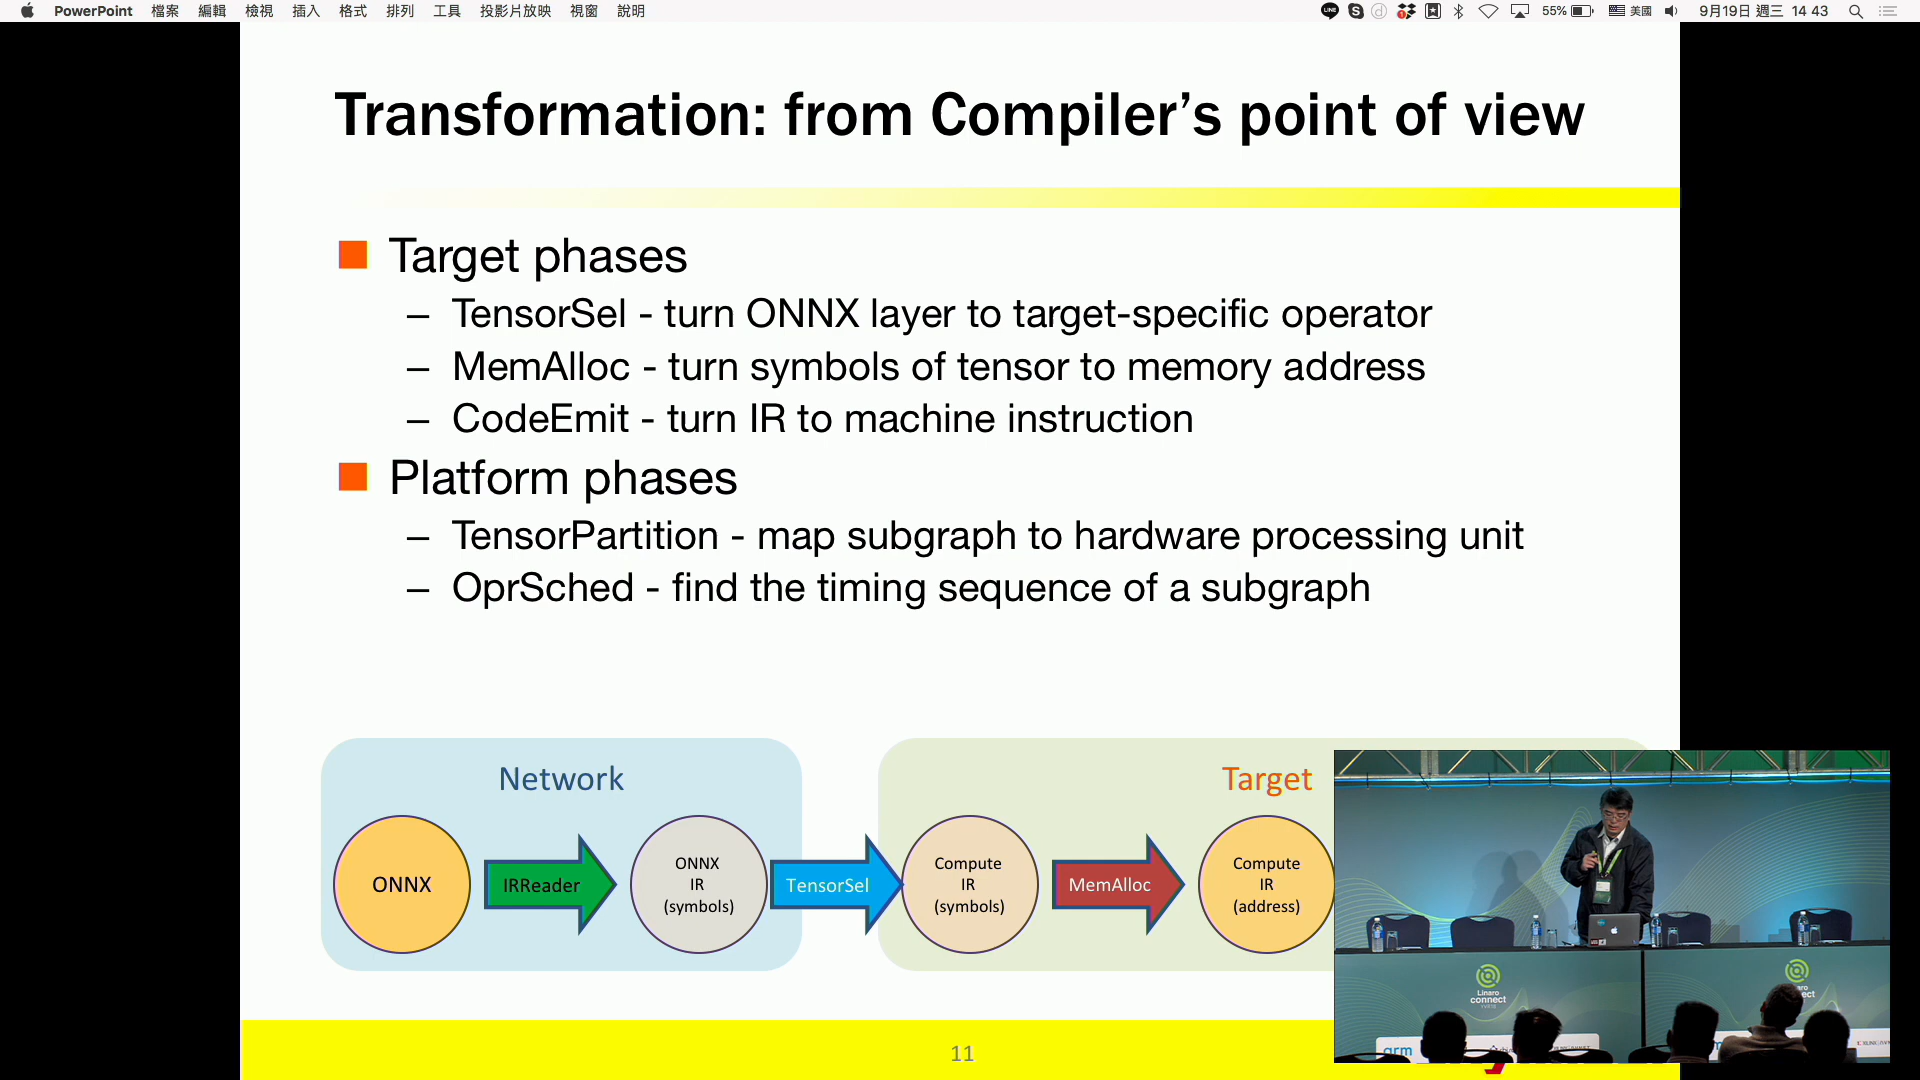 PowerPoint 檔案 編輯 檢視 插入 格式 排列 工具 投影片放映 視窗 說明
LINE
55% 美國 9月19日 週三 14 43
Transformation: from Compiler’s point of view
Target phases
– TensorSel - turn ONNX layer to target-specific operator
– MemAlloc - turn symbols of tensor to memory address
– CodeEmit - turn IR to machine instruction
Platform phases
– TensorPartition - map subgraph to hardware processing unit
– OprSched - find the timing sequence of a subgraph
Network
Target
ONNX
IRReader
ONNX
IR
(symbols)
TensorSel
Compute
IR
(symbols)
MemAlloc
Compute
IR
(address)
11
Linaro
connect
arm